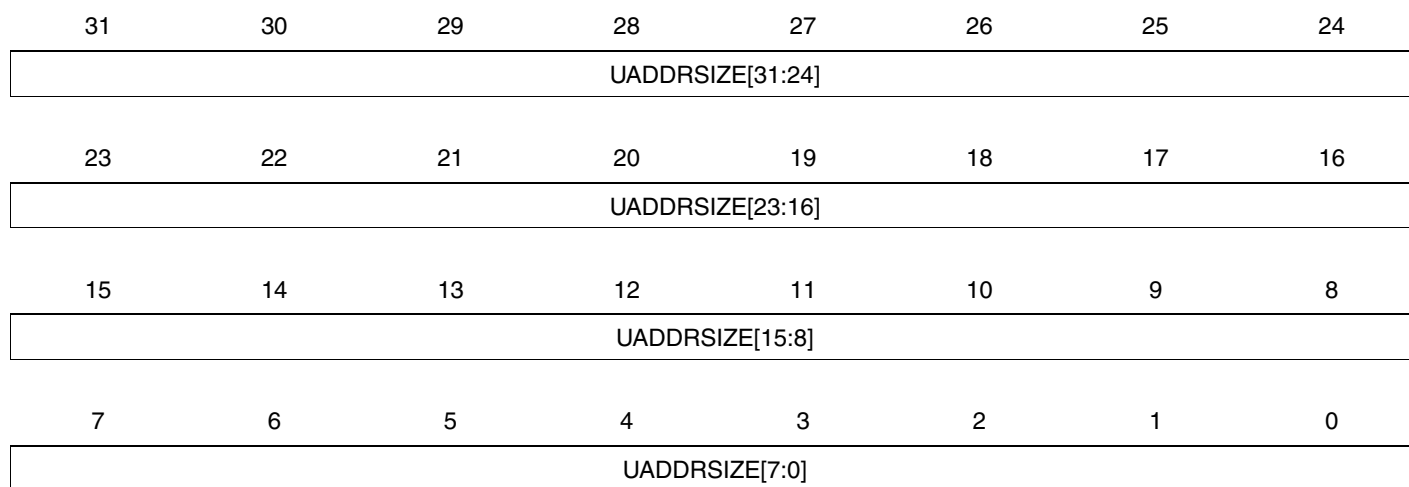 31 30 29 28 27 26 25 24
UADDRSIZE[31:24]
23 22 21 20 19 18 17 16
UADDRSIZE[23:16]
15 14 13 12 11 10 9 8
UADDRSIZE[15:8]
7 6 5 4 3 2 1 0
UADDRSIZE[7:0]